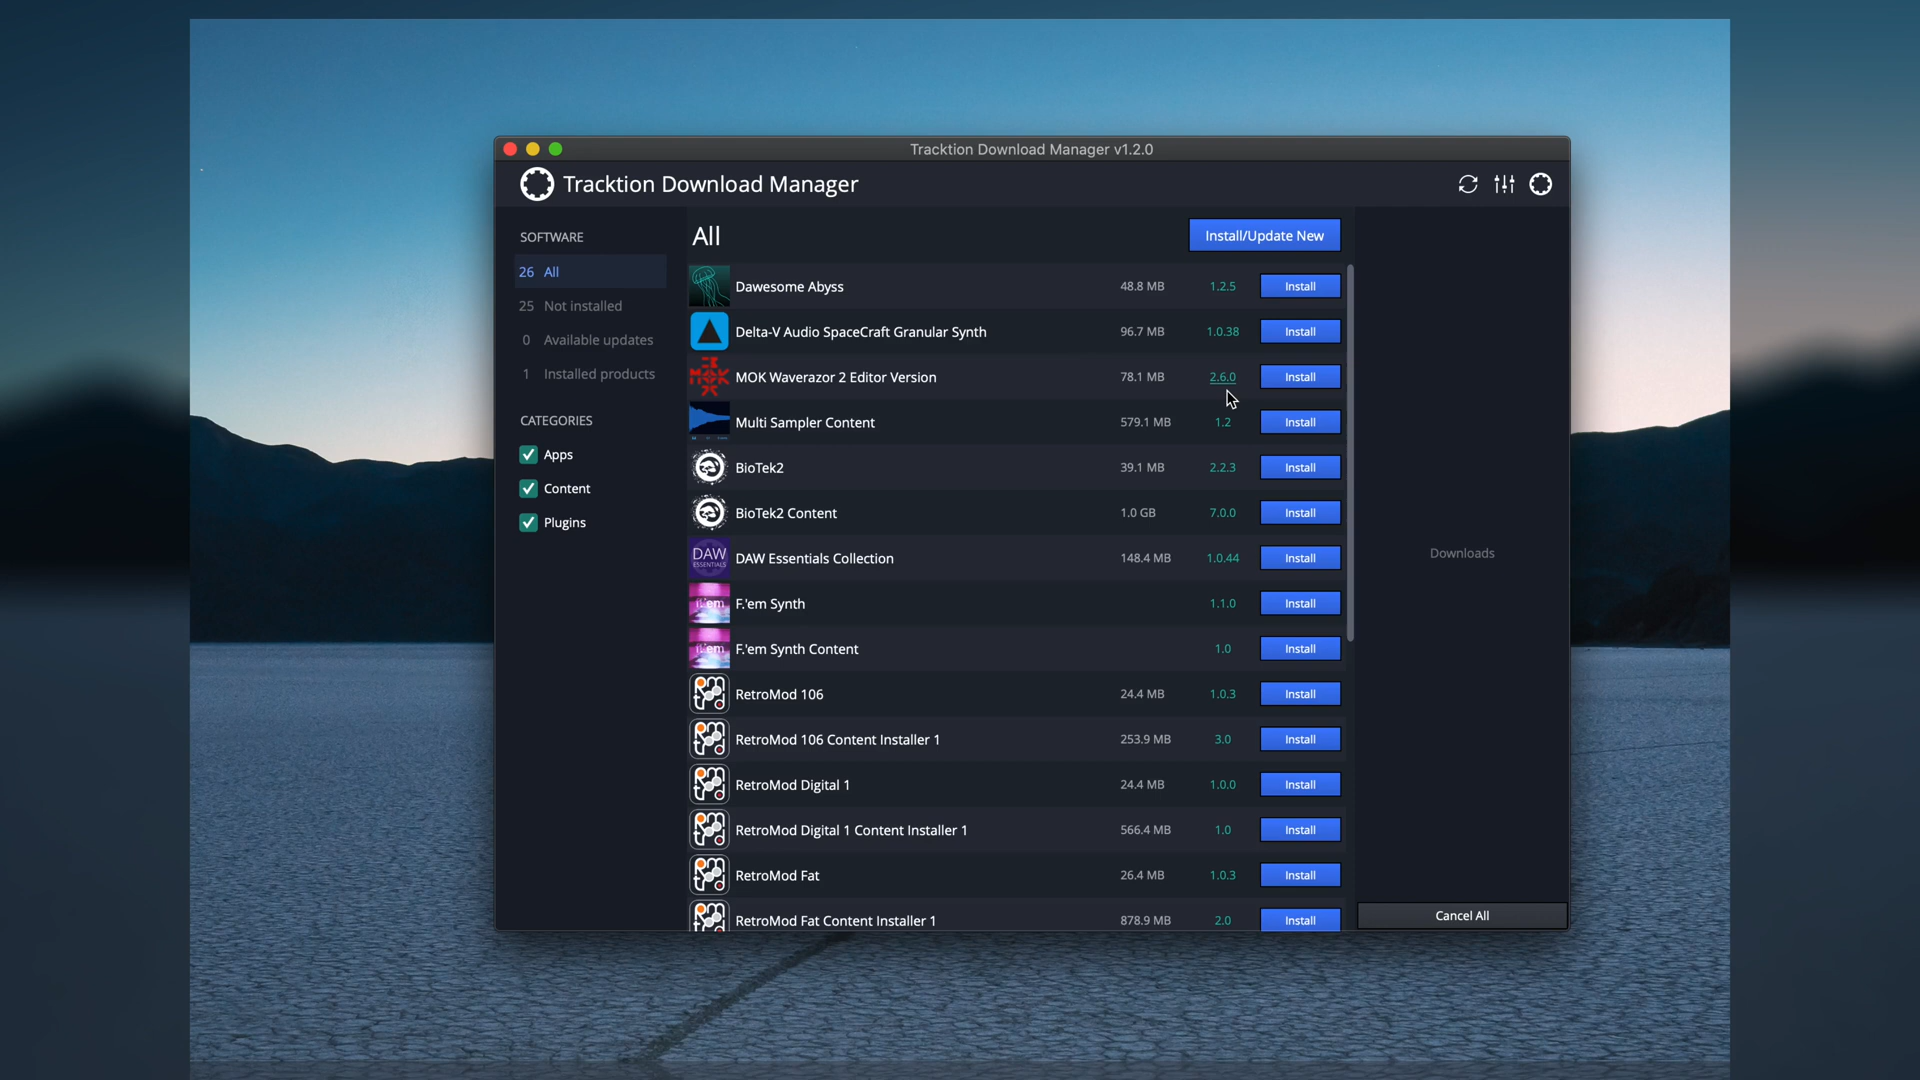 Tracktion Download Manager v1.2.0
Tracktion Download Manager
SOFTWARE
26 All
25 Not installed
0 Available updates
1 Installed products
CATEGORIES
Apps
Content
Plugins
All
Install/Update New
Dawesome Abyss 48.8 MB 1.2.5 Install
Delta-V Audio SpaceCraft Granular Synth 96.7 MB 1.0.38 Install
MOK Waverazor 2 Editor Version 78.1 MB 2.6.0 Install
Multi Sampler Content 579.1 MB 1.2 Install
BioTek2 39.1 MB 2.2.3 Install
BioTek2 Content 1.0 GB 7.0.0 Install
DAW ESSENTIALS DAW Essentials Collection 148.4 MB 1.0.44 Install
F.'em Synth 1.1.0 Install
F.'em Synth Content 1.0 Install
RetroMod 106 24.4 MB 1.0.3 Install
RetroMod 106 Content Installer 1 253.9 MB 3.0 Install
RetroMod Digital 1 24.4 MB 1.0.0 Install
RetroMod Digital 1 Content Installer 1 566.4 MB 1.0 Install
RetroMod Fat 26.4 MB 1.0.3 Install
RetroMod Fat Content Installer 1 878.9 MB 2.0 Install
Downloads
Cancel All